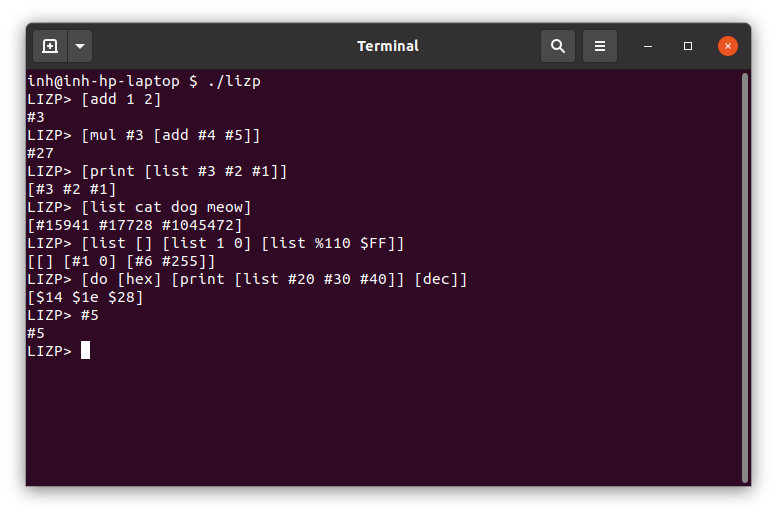 Terminal
inh@inh-hp-laptop $ ./lizp
LIZP> [add 1 2]
#3
LIZP> [mul #3 [add #4 #5]]
#27
LIZP> [print [list #3 #2 #1]]
[#3 #2 #1]
LIZP> [list cat dog meow]
[#15941 #17728 #1045472]
LIZP> [list [] [list 1 0] [list %110 $FF]]
[[] [#1 0] [#6 #255]]
LIZP> [do [hex] [print [list #20 #30 #40]] [dec]]
[$14 $1e $28]
LIZP> #5
#5
LIZP>